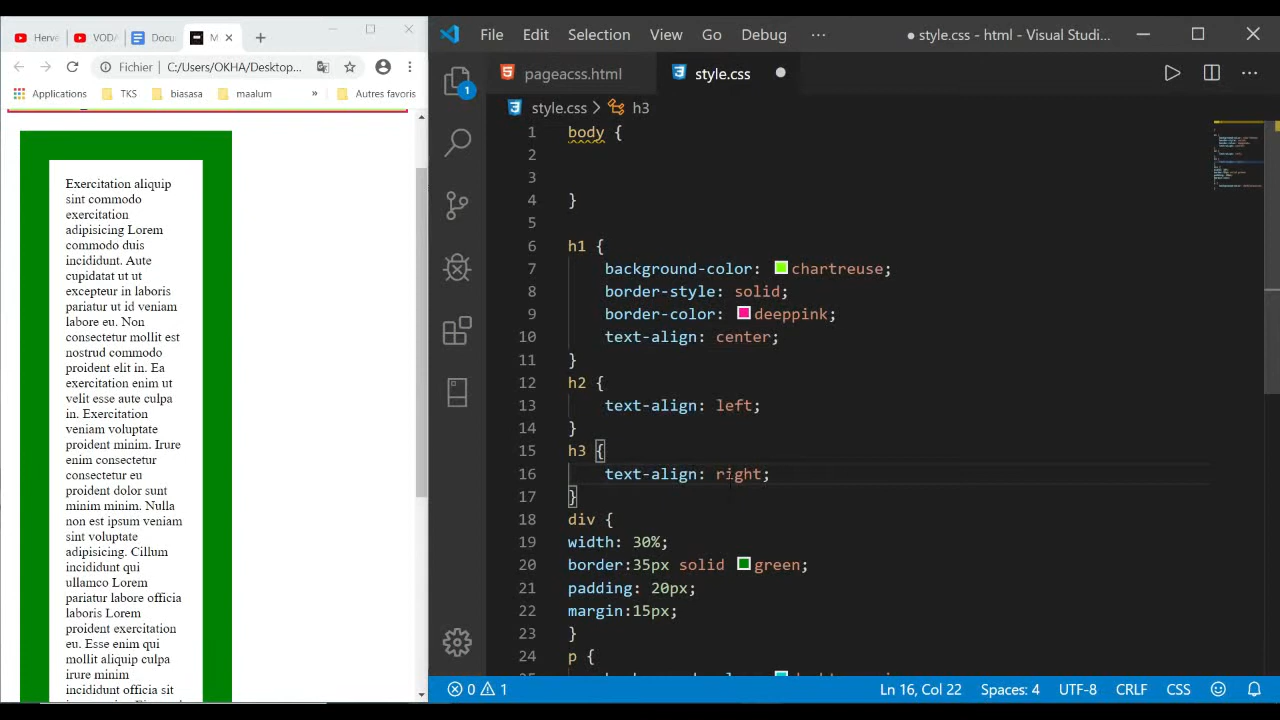 Hervé
VODA
Docu
M
Fichier
C:/Users/OKHA/Desktop...
Applications
TKS
biasasa
maalum
»
Autres favoris
Exercitation aliquip
sint commodo
exercitation
adipisicing Lorem
commodo duis
incididunt. Aute
cupidatat ut ut
excepteur in laboris
pariatur ut id veniam
labore eu. Non
consectetur mollit est
nostrud commodo
proident elit in. Ea
exercitation enim ut
velit esse aute culpa
in. Exercitation
veniam voluptate
proident minim. Irure
enim consectetur
consectetur eu
proident dolor sunt
minim minim. Nulla
non est ipsum veniam
sint voluptate
adipisicing. Cillum
incididunt qui
ullamco Lorem
pariatur labore officia
laboris Lorem
proident exercitation
eu. Esse enim qui
mollit aliquip culpa
irure minim
incididunt officia sit
File Edit Selection View Go Debug ··· ● style.css - html - Visual Studi...
1
pageacss.html style.css
style.css > h3
1 body {
2
3
4 }
5
6 h1 {
7 background-color: chartreuse;
8 border-style: solid;
9 border-color: deeppink;
10 text-align: center;
11 }
12 h2 {
13 text-align: left;
14 }
15 h3 {
16 text-align: right;
17 }
18 div {
19 width: 30%;
20 border:35px solid green;
21 padding: 20px;
22 margin:15px;
23 }
24 p {
0 1 Ln 16, Col 22 Spaces: 4 UTF-8 CRLF CSS